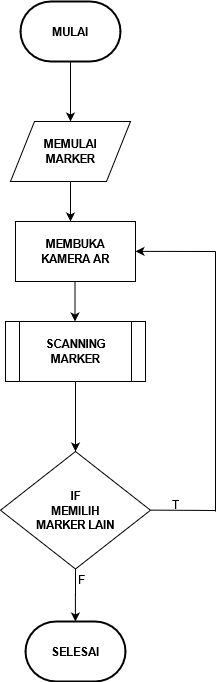 MULAI
MEMULAI
MARKER
MEMBUKA
KAMERA AR
SCANNING
MARKER
IF
MEMILIH
MARKER LAIN
T
F
SELESAI